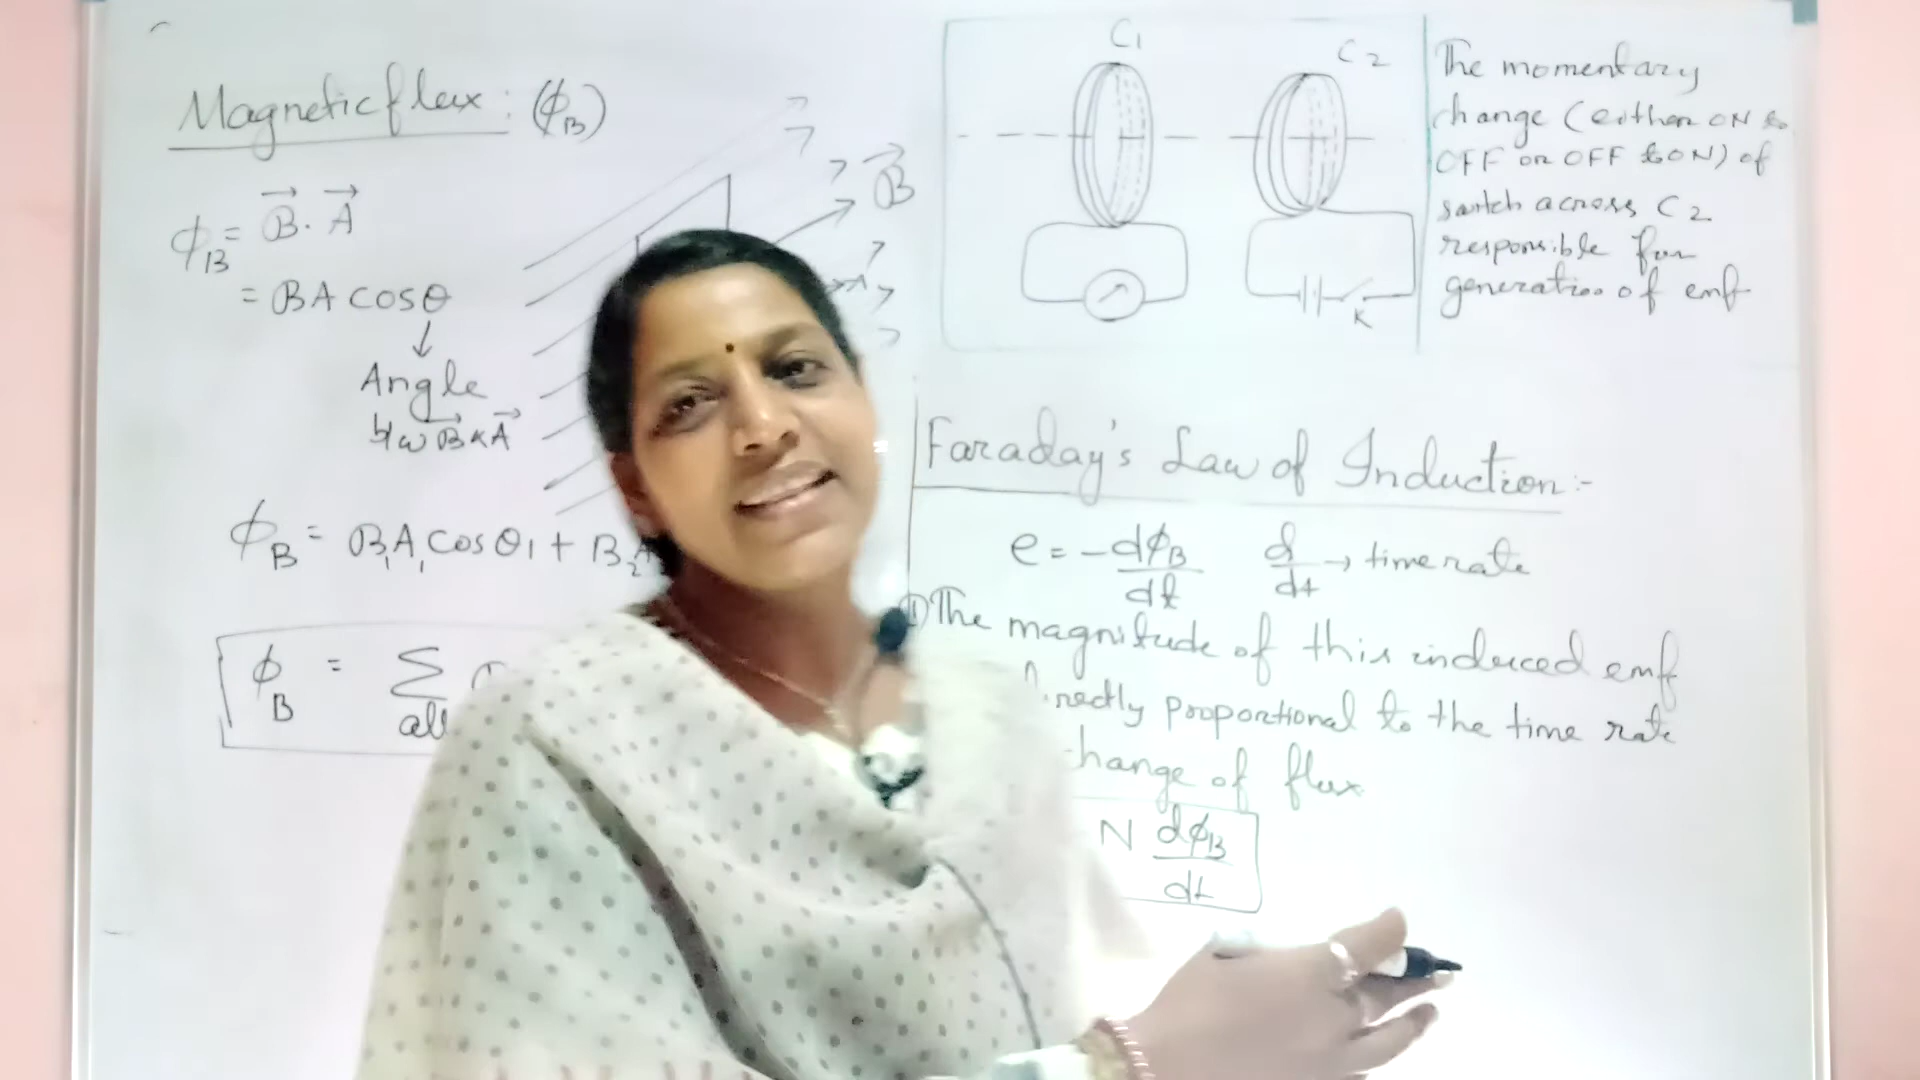 Magnetic flux : (ϕB)
ϕB = B⃗ . A⃗
= BA cosθ
↓
Angle
b/w B⃗ & A⃗
ϕB = B1A1 cosθ1 + B2A
ϕB = Σ
all
B⃗
A
C1
C2
K
The momentary
change (either ON to
OFF or OFF to ON) of
switch across C2
responsible for
generation of emf
Faraday's Law of Induction:-
e = -dϕB/dt d/dt → time rate
The magnitude of this induced emf
directly proportional to the time rate
change of flux
N dϕB/dt